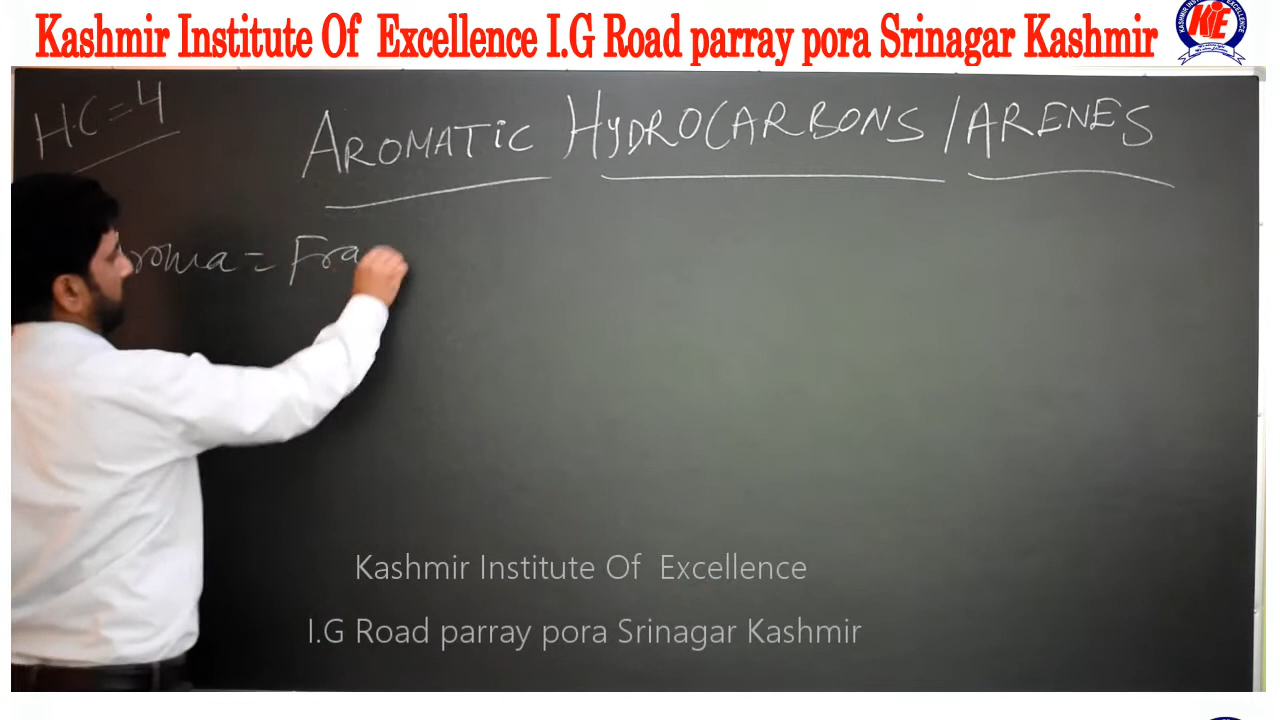 Kashmir Institute Of Excellence I.G Road parray pora Srinagar Kashmir
KIE
H.C=4
AROMATIC HYDROCARBONS / ARENES
roma = Fra
Kashmir Institute Of Excellence
I.G Road parray pora Srinagar Kashmir